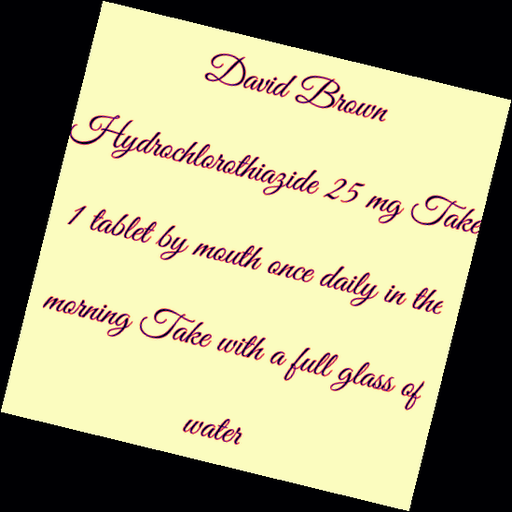 David Brown
Hydrochlorothiazide 25 mg Take
1 tablet by mouth once daily in the
morning Take with a full glass of
water